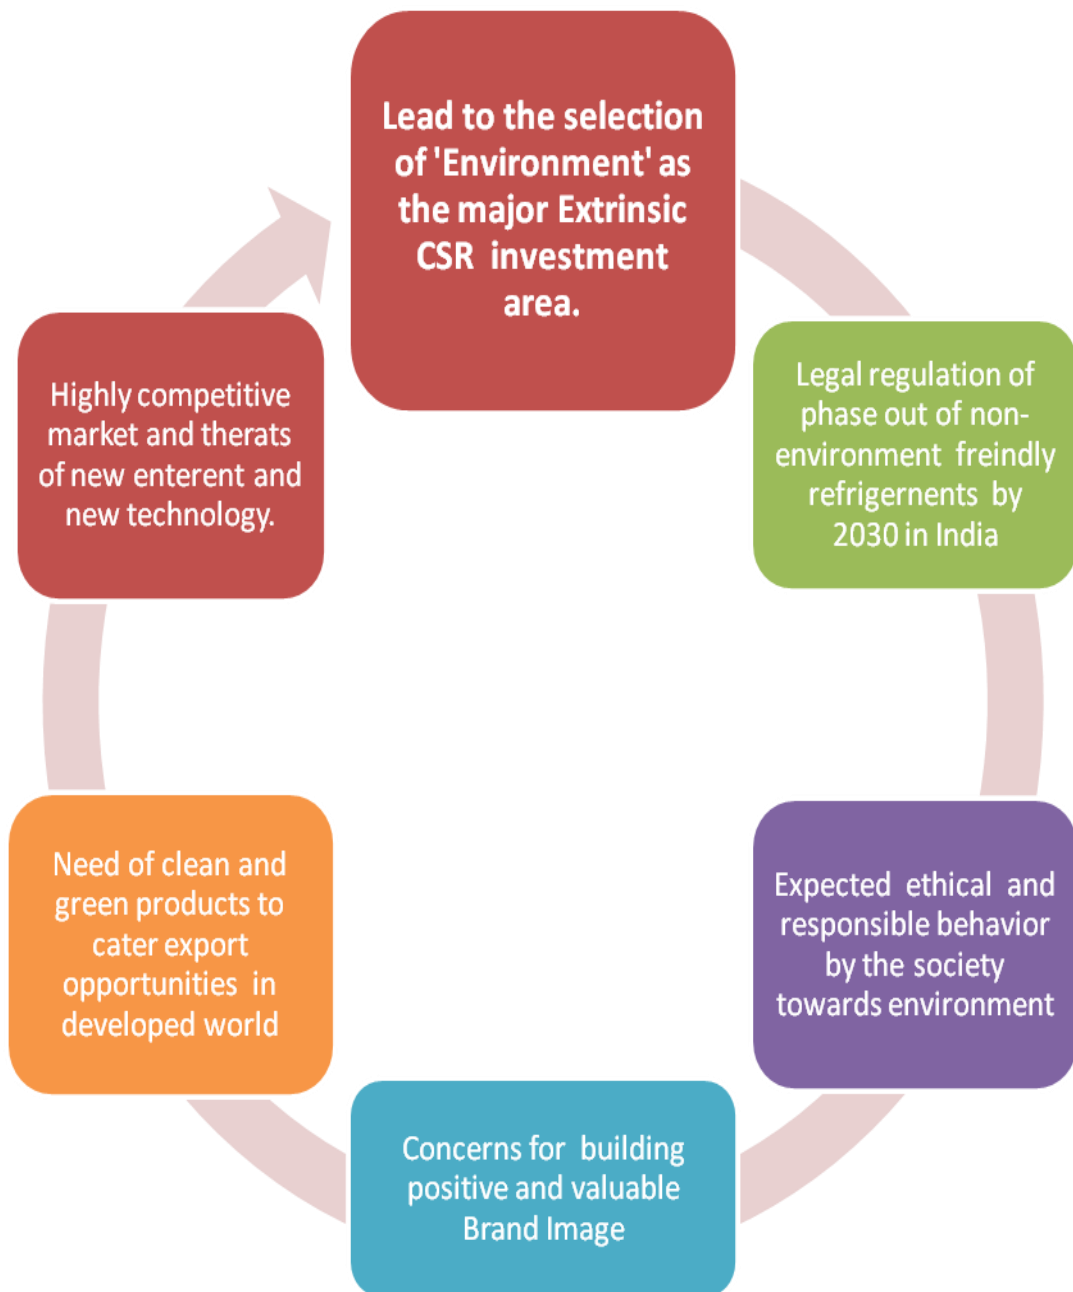 Lead to the selection
of 'Environment' as
the major Extrinsic
CSR investment
area.
Legal regulation of
phase out of non-
environment freindly
refrigernents by
2030 in India
Expected ethical and
responsible behavior
by the society
towards environment
Concerns for building
positive and valuable
Brand Image
Need of clean and
green products to
cater export
opportunities in
developed world
Highly competitive
market and therats
of new enterent and
new technology.